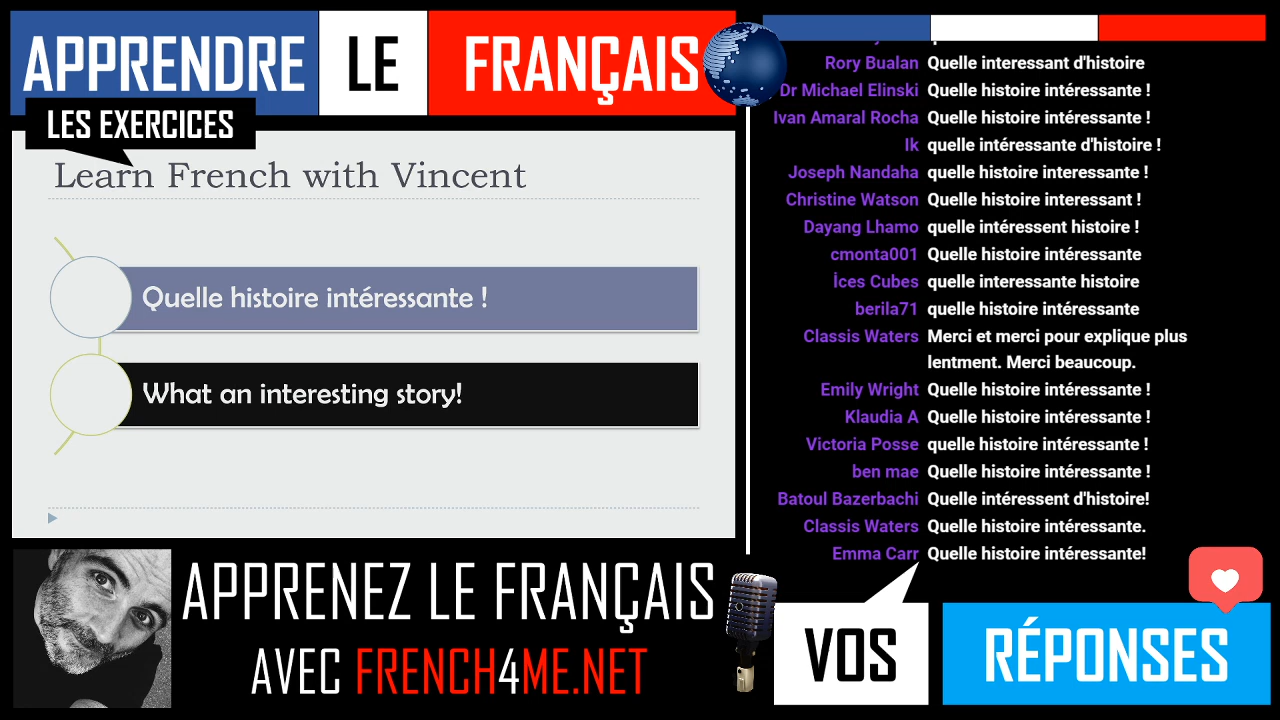 APPRENDRE LE FRANÇAIS
LES EXERCICES
Learn French with Vincent
Quelle histoire intéressante !
What an interesting story!
APPRENEZ LE FRANÇAIS
AVEC FRENCH4ME.NET
Rory Bualan Quelle interessant d'histoire
Dr Michael Elinski Quelle histoire intéressante !
Ivan Amaral Rocha Quelle histoire intéressante !
Ik quelle intéressante d'histoire !
Joseph Nandaha quelle histoire interessante !
Christine Watson Quelle histoire interessant !
Dayang Lhamo quelle intéressent histoire !
cmonta001 Quelle histoire intéressante
İces Cubes quelle interessante histoire
berila71 quelle histoire intéressante
Classis Waters Merci et merci pour explique plus
lentment. Merci beaucoup.
Emily Wright Quelle histoire intéressante !
Klaudia A Quelle histoire intéressante !
Victoria Posse quelle histoire intéressante !
ben mae Quelle histoire intéressante !
Batoul Bazerbachi Quelle intéressent d'histoire!
Classis Waters Quelle histoire intéressante.
Emma Carr Quelle histoire intéressante!
VOS RÉPONSES